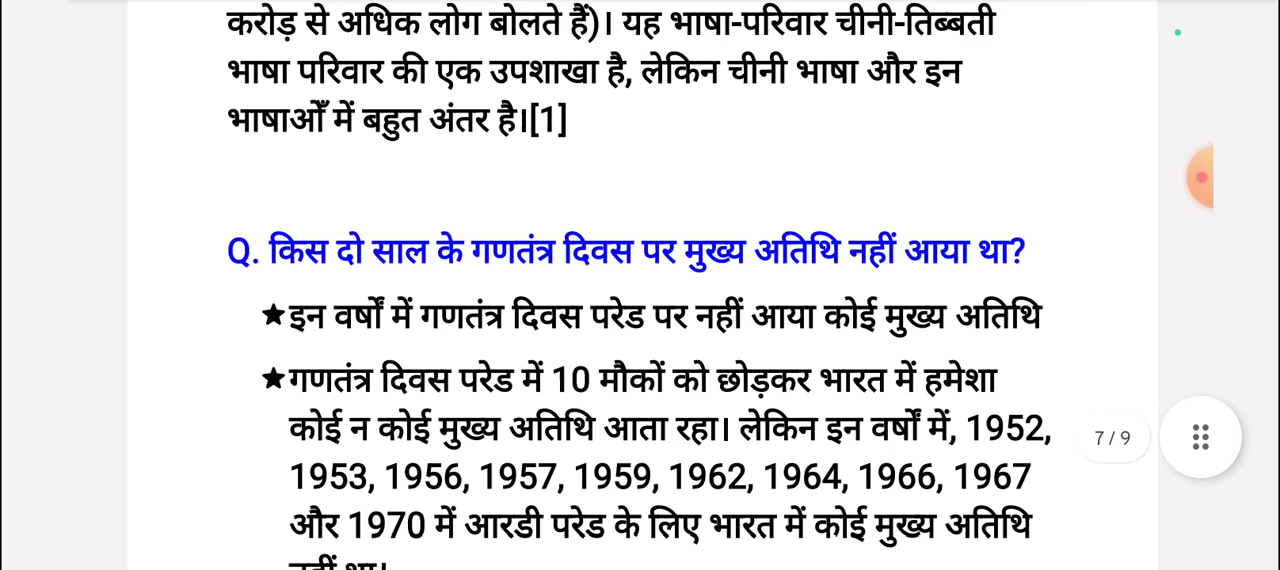 करोड़ से अधिक लोग बोलते हैं)। यह भाषा-परिवार चीनी-तिब्बती
भाषा परिवार की एक उपशाखा है, लेकिन चीनी भाषा और इन
भाषाओँ में बहुत अंतर है।[1]
Q. किस दो साल के गणतंत्र दिवस पर मुख्य अतिथि नहीं आया था?
★इन वर्षों में गणतंत्र दिवस परेड पर नहीं आया कोई मुख्य अतिथि
★गणतंत्र दिवस परेड में 10 मौकों को छोड़कर भारत में हमेशा
कोई न कोई मुख्य अतिथि आता रहा। लेकिन इन वर्षों में, 1952,
1953, 1956, 1957, 1959, 1962, 1964, 1966, 1967
और 1970 में आरडी परेड के लिए भारत में कोई मुख्य अतिथि
7 / 9